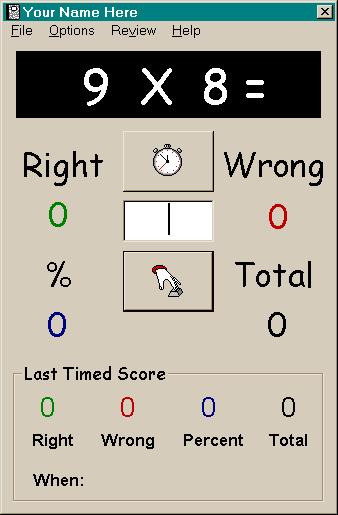 Your Name Here
File Options Review Help
9 X 8 =
Right Wrong
0 0
% Total
0 0
Last Timed Score
0 0 0 0
Right Wrong Percent Total
When: